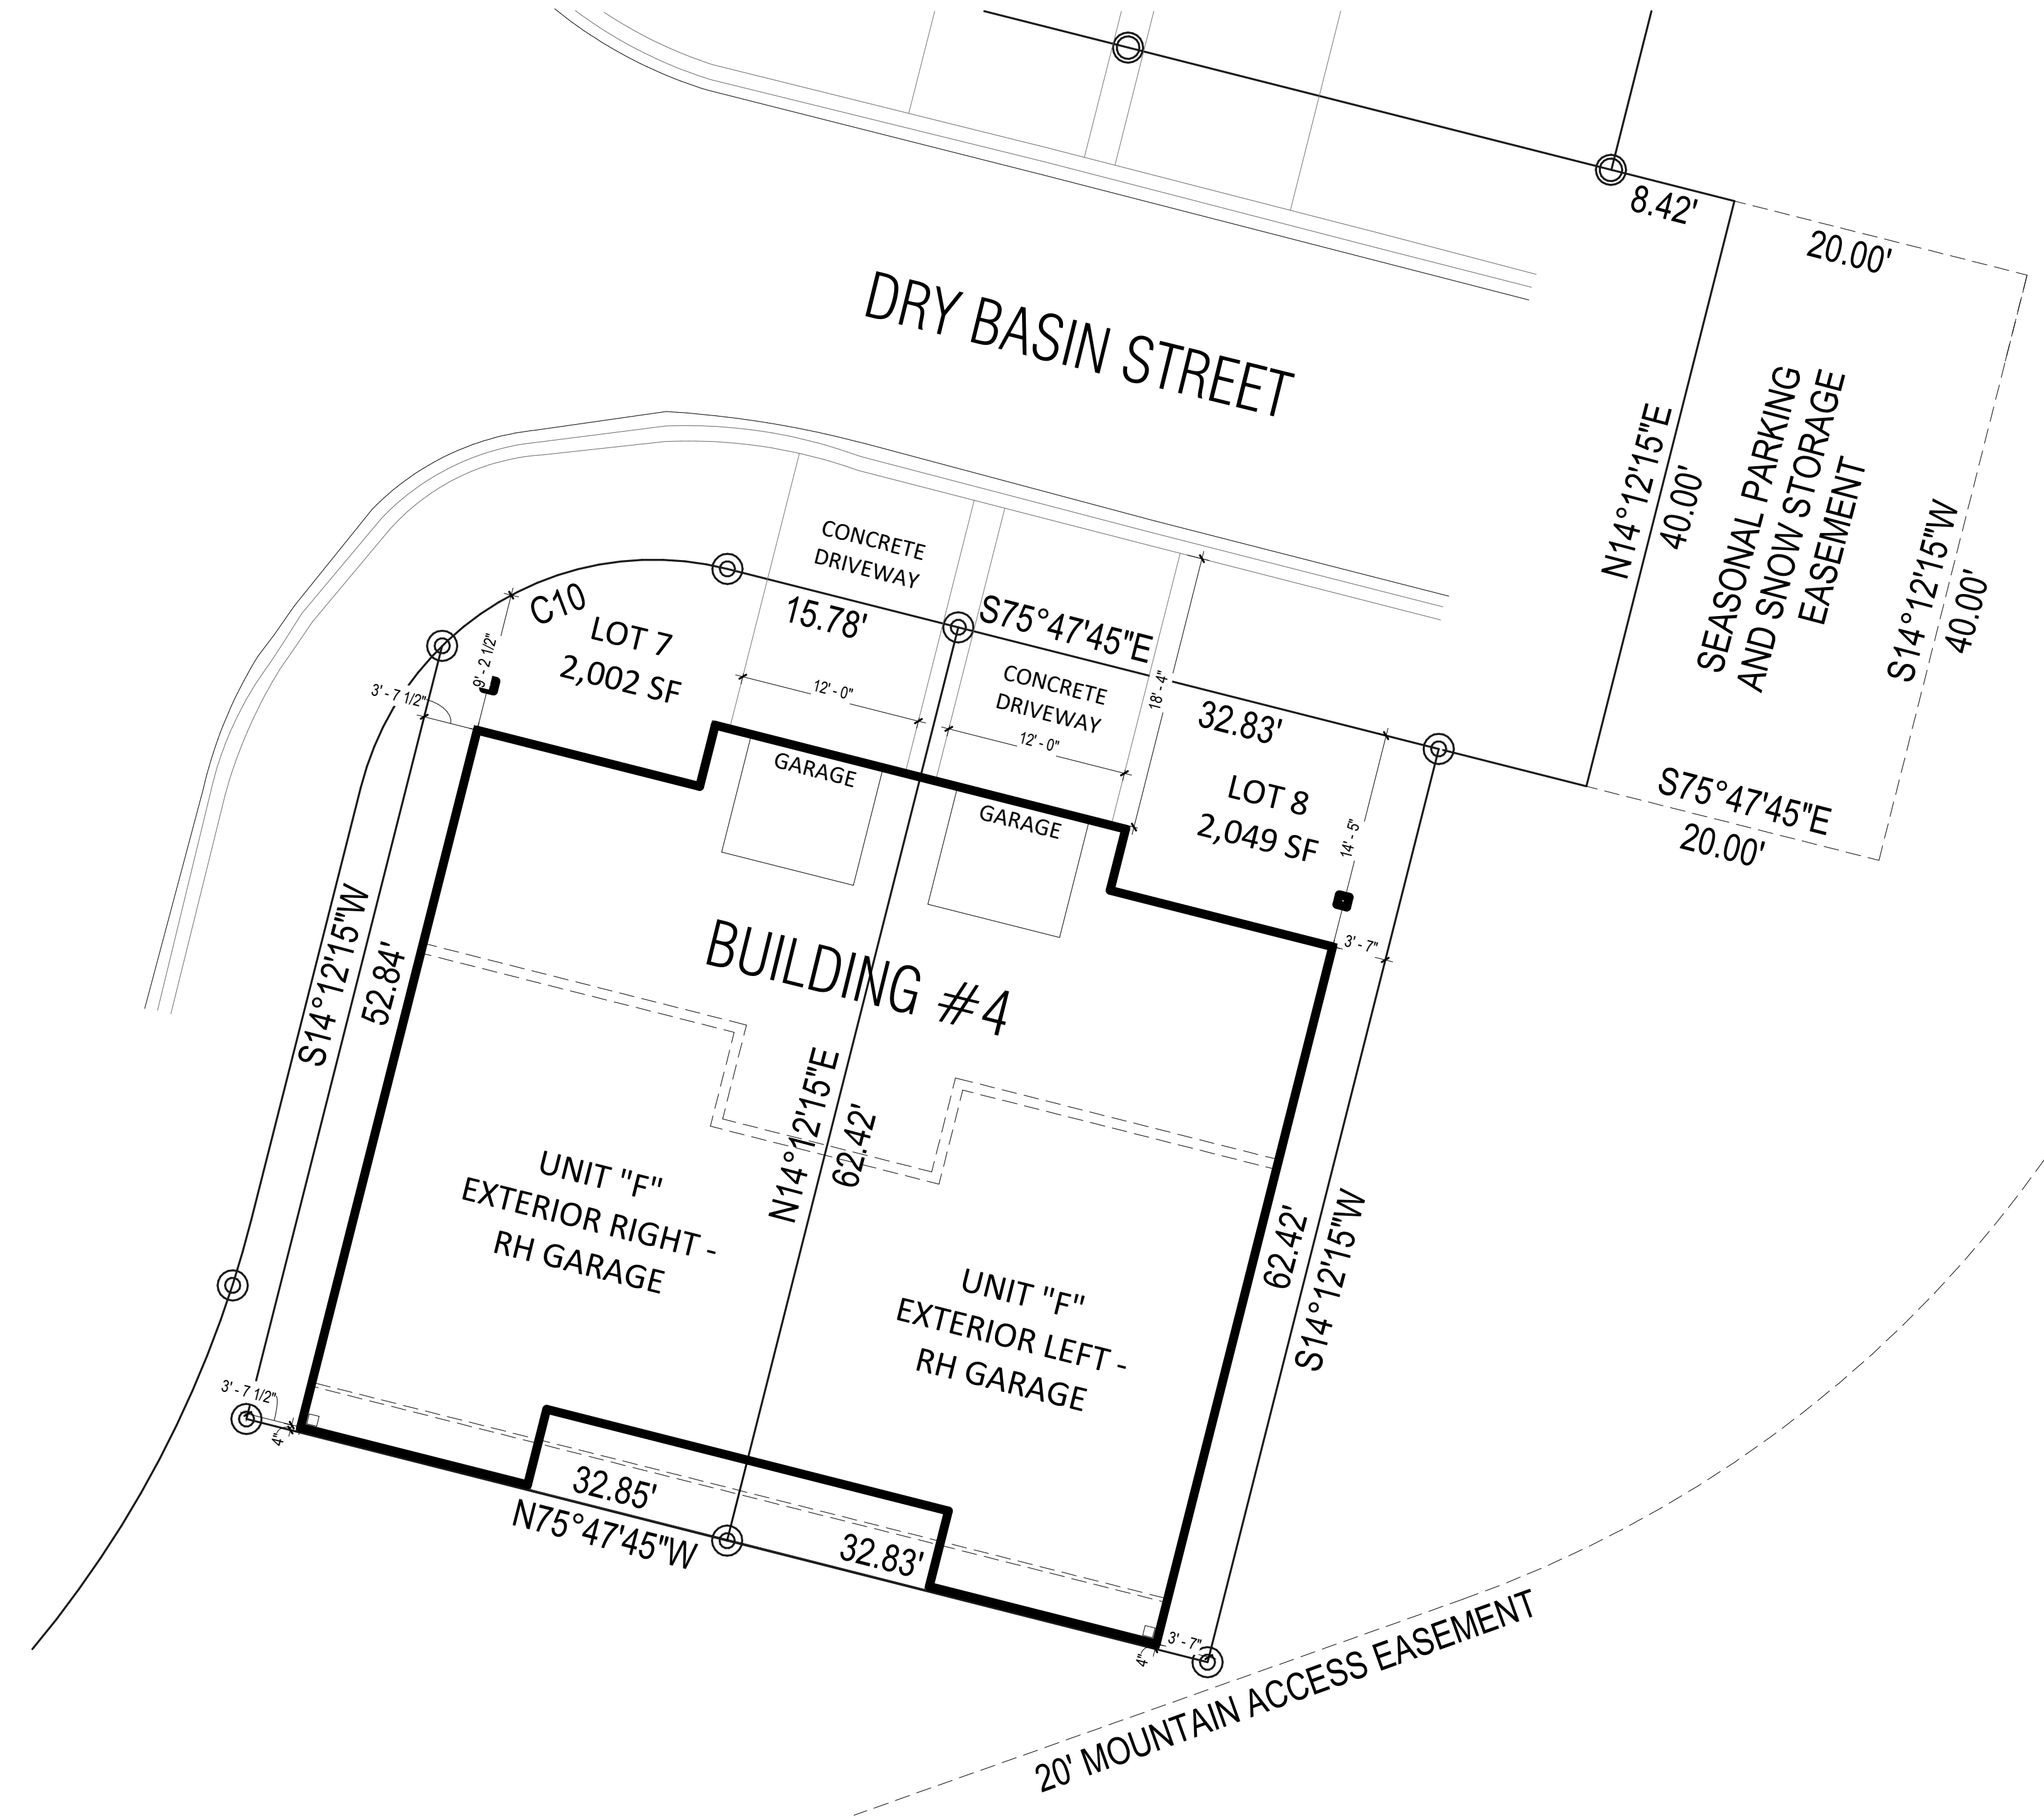 8.42'
20.00'
DRY BASIN STREET
N14°12'15"E
40.00'
SEASONAL PARKING
AND SNOW STORAGE
EASEMENT
S14°12'15"W
40.00'
S75°47'45"E
20.00'
CONCRETE
DRIVEWAY
C10
LOT 7
2,002 SF
15.78'
S75°47'45"E
9' - 2 1/2"
3' - 7 1/2"
12' - 0"
CONCRETE
DRIVEWAY
12' - 0"
18' - 4"
32.83'
GARAGE
GARAGE
LOT 8
2,049 SF
14' - 5"
3' - 7"
BUILDING #4
S14°12'15"W
52.84'
N14°12'15"E
62.42'
UNIT "F"
EXTERIOR RIGHT -
RH GARAGE
UNIT "F"
EXTERIOR LEFT -
RH GARAGE
62.42'
S14°12'15"W
3' - 7 1/2"
4"
32.85'
N75°47'45"W
32.83'
3' - 7"
4"
20' MOUNTAIN ACCESS EASEMENT